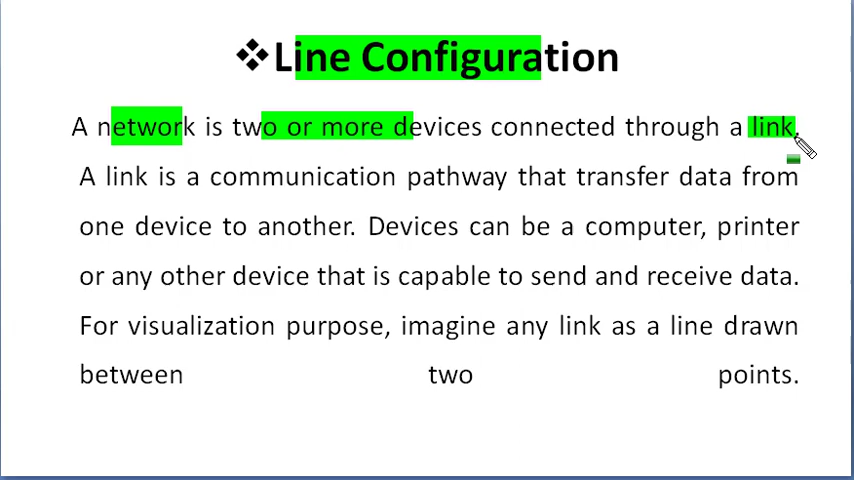 ❖Line Configuration
A network is two or more devices connected through a link.
A link is a communication pathway that transfer data from
one device to another. Devices can be a computer, printer
or any other device that is capable to send and receive data.
For visualization purpose, imagine any link as a line drawn
between two points.